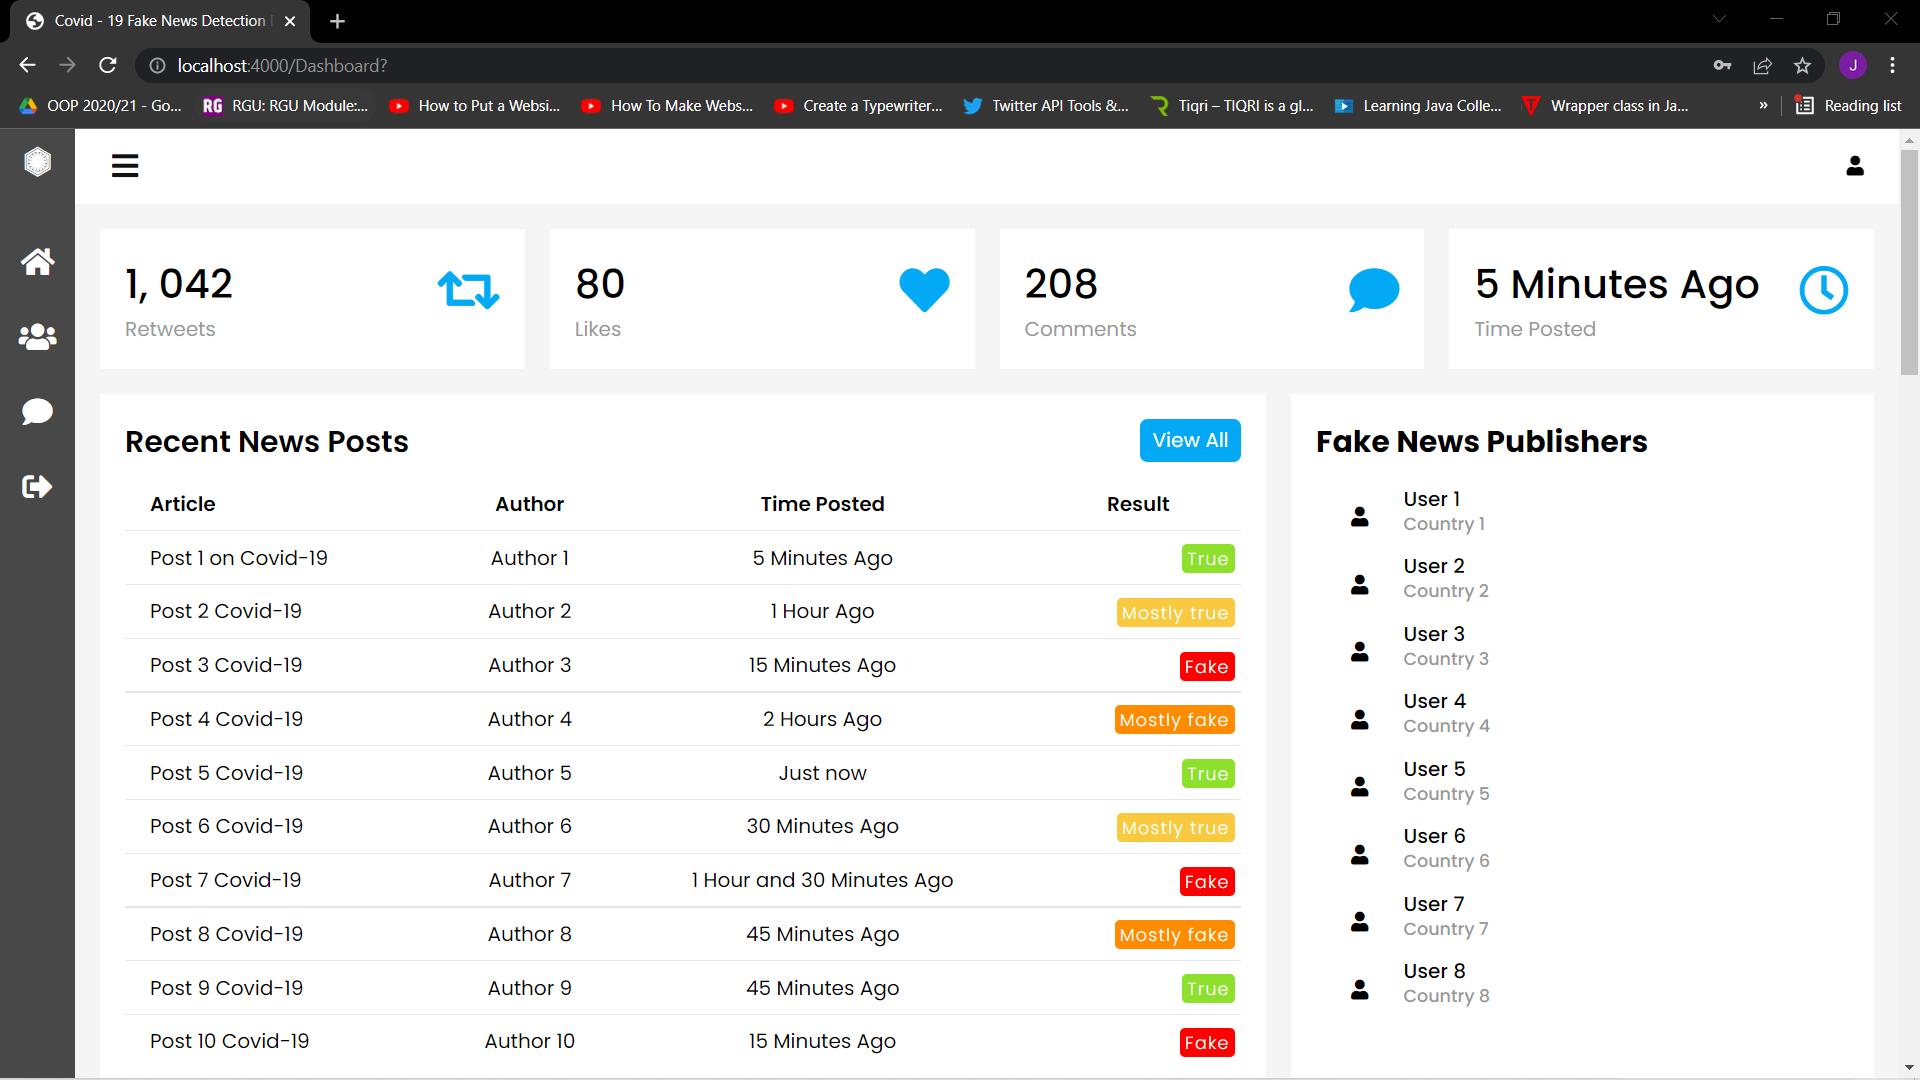 Covid - 19 Fake News Detection
localhost:4000/Dashboard?
J
OOP 2020/21 - Go...
RG
RGU: RGU Module:...
How to Put a Websi...
How To Make Webs...
Create a Typewriter...
Twitter API Tools &...
Tiqri – TIQRI is a gl...
Learning Java Colle...
Wrapper class in Ja...
»
Reading list
1, 042
Retweets
80
Likes
208
Comments
5 Minutes Ago
Time Posted
Recent News Posts
View All
Article Author Time Posted Result
Post 1 on Covid-19 Author 1 5 Minutes Ago True
Post 2 Covid-19 Author 2 1 Hour Ago Mostly true
Post 3 Covid-19 Author 3 15 Minutes Ago Fake
Post 4 Covid-19 Author 4 2 Hours Ago Mostly fake
Post 5 Covid-19 Author 5 Just now True
Post 6 Covid-19 Author 6 30 Minutes Ago Mostly true
Post 7 Covid-19 Author 7 1 Hour and 30 Minutes Ago Fake
Post 8 Covid-19 Author 8 45 Minutes Ago Mostly fake
Post 9 Covid-19 Author 9 45 Minutes Ago True
Post 10 Covid-19 Author 10 15 Minutes Ago Fake
Fake News Publishers
User 1
Country 1
User 2
Country 2
User 3
Country 3
User 4
Country 4
User 5
Country 5
User 6
Country 6
User 7
Country 7
User 8
Country 8